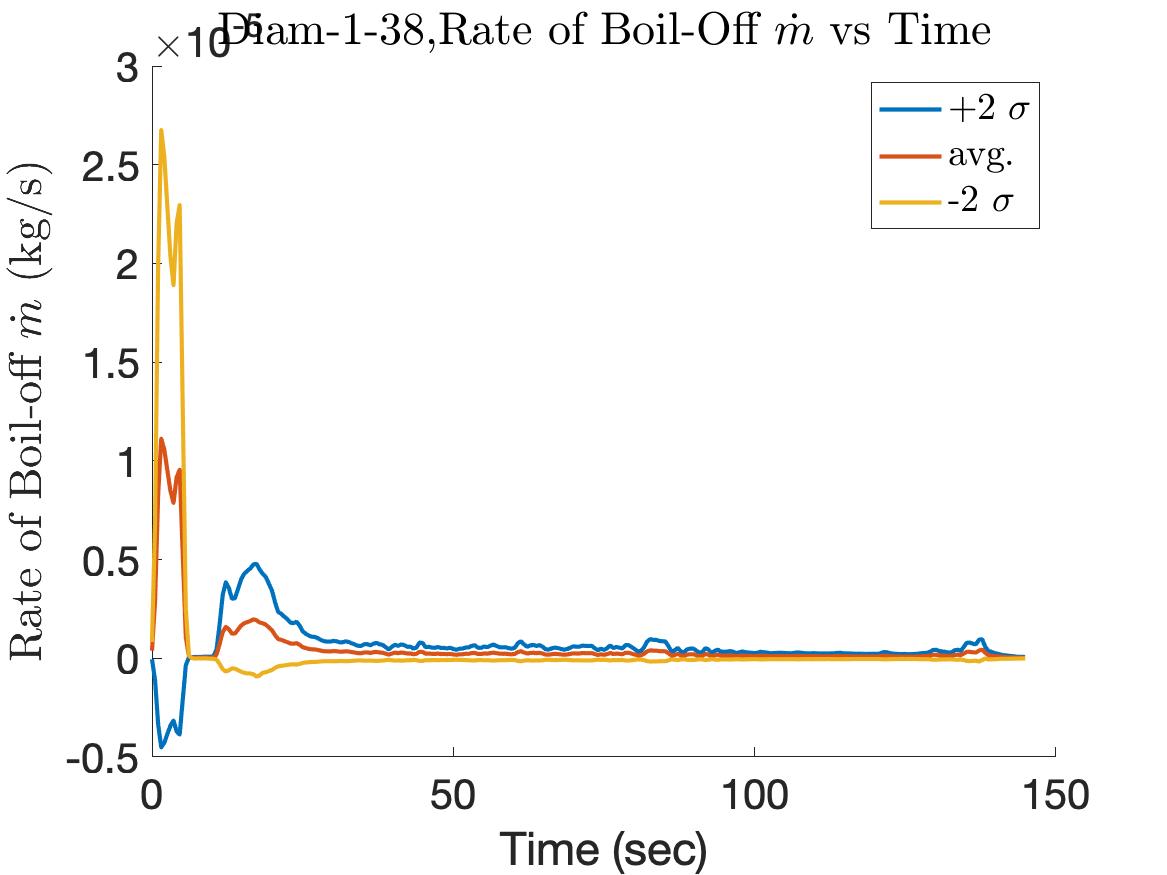 Diam-1-38,Rate of Boil-Off ṁ vs Time
×10
3
2.5
2
1.5
1
0.5
0
-0.5
Rate of Boil-off ṁ (kg/s)
+2 σ
avg.
-2 σ
0 50 100 150
Time (sec)